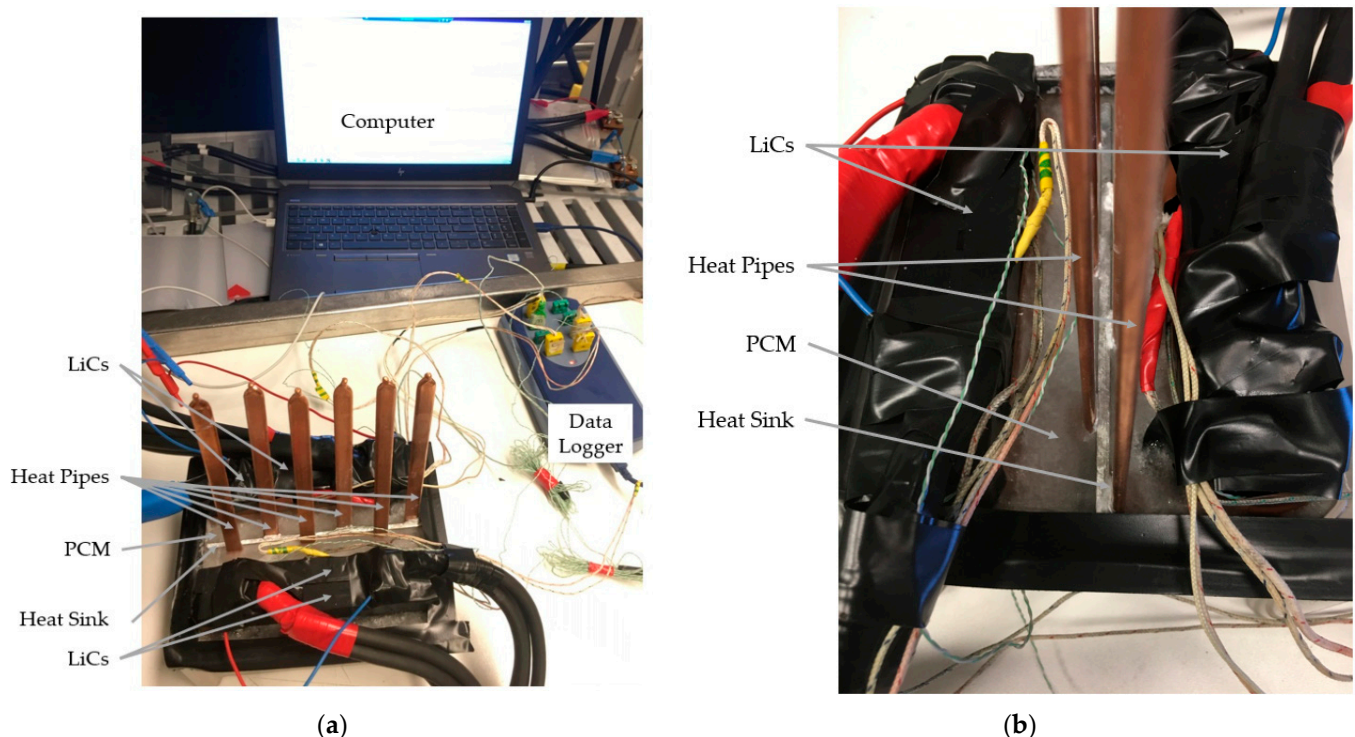 Computer
LiCs
Data
Logger
Heat Pipes
PCM
Heat Sink
LiCs
(a)
LiCs
Heat Pipes
PCM
Heat Sink
(b)